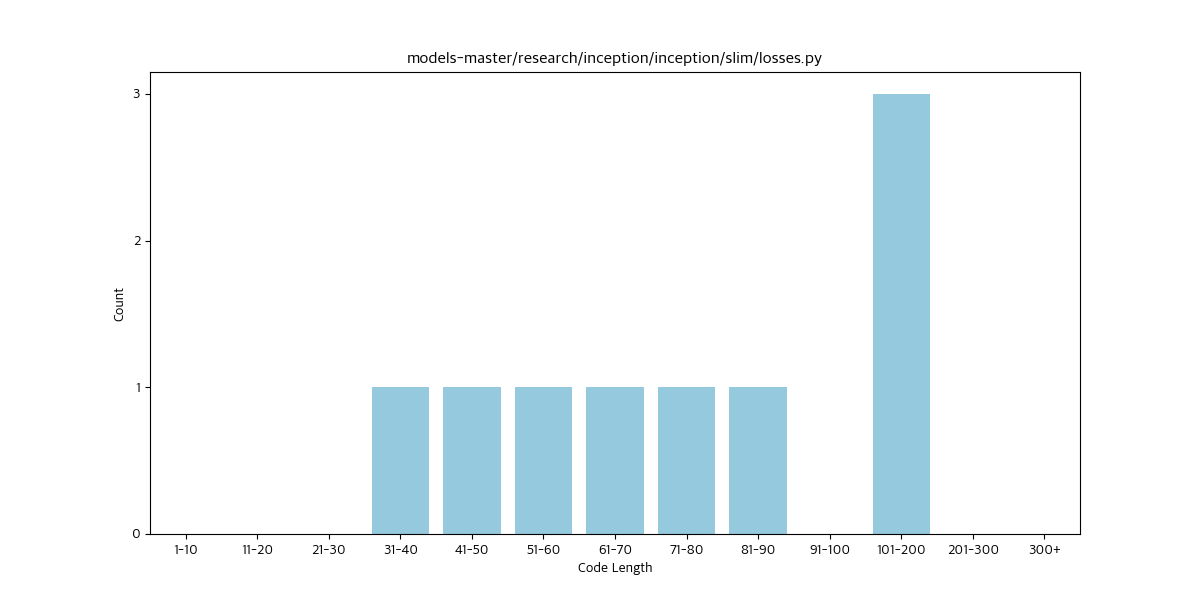 models-master/research/inception/inception/slim/losses.py
Count
3
2
1
0
1-10 11-20 21-30 31-40 41-50 51-60 61-70 71-80 81-90 91-100 101-200 201-300 300+
Code Length